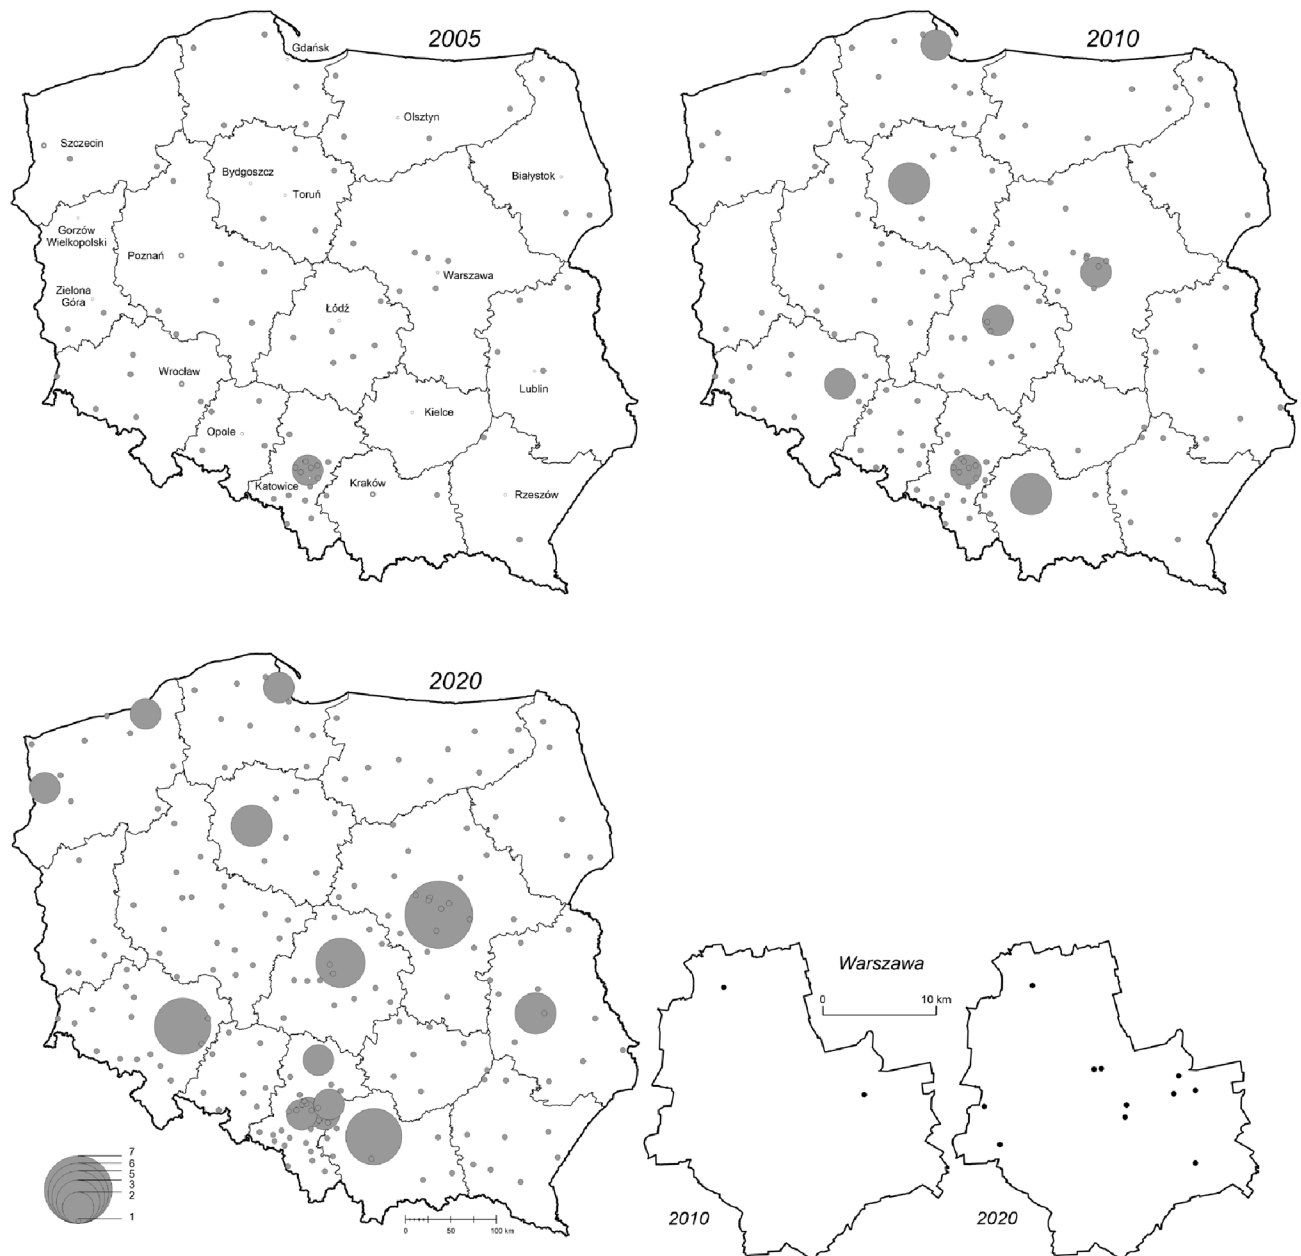 2005
Gdańsk
Olsztyn
Szczecin
Bydgoszcz
Toruń
Białystok
Gorzów
Wielkopolski
Poznań
Warszawa
Zielona
Góra
Łódź
Wrocław
Lublin
Kielce
Opole
Katowice
Kraków
Rzeszów
2010
2020
7
6
5
3
2
1
0 50 100 km
Warszawa
0 10 km
2010
2020